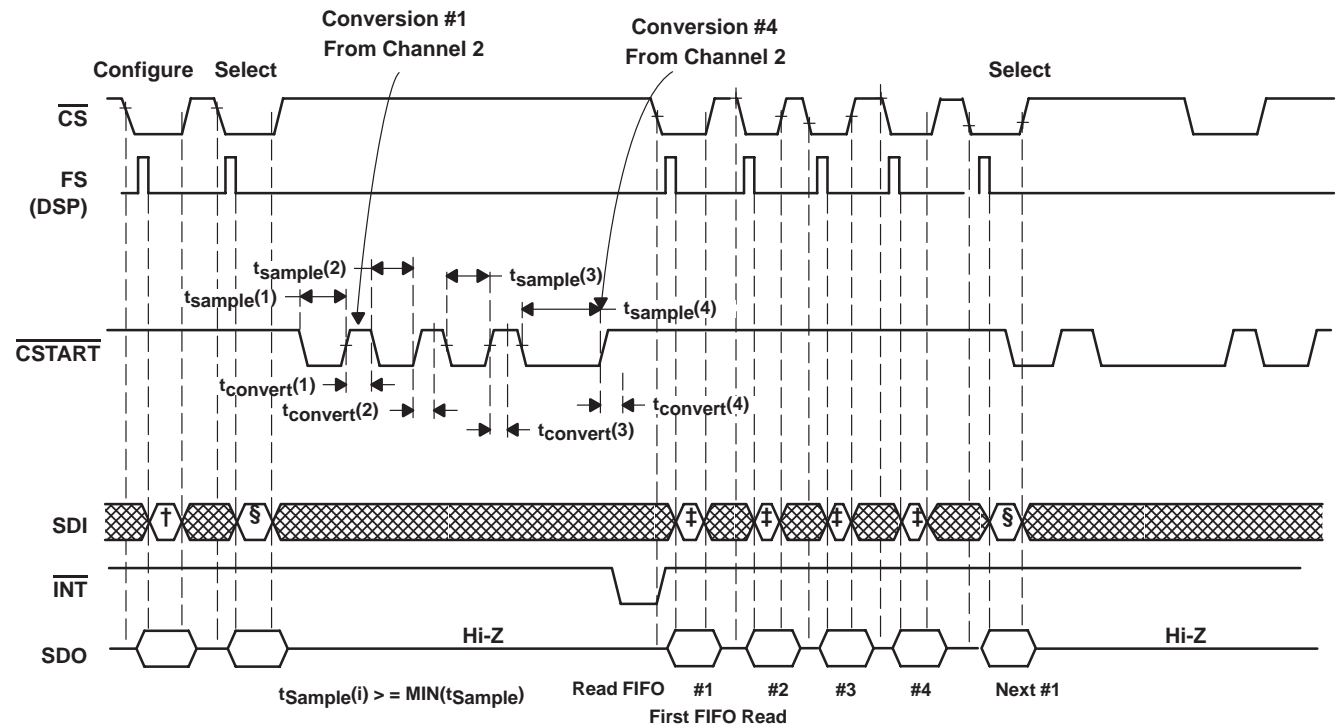 Conversion #1
From Channel 2
Conversion #4
From Channel 2
Configure
Select
Select
CS
FS
(DSP)
tsample(2)
tsample(3)
tsample(1)
tsample(4)
CSTART
tconvert(1)
tconvert(4)
tconvert(2)
tconvert(3)
SDI
†
§
‡
‡
‡
‡
§
INT
Hi-Z
Hi-Z
SDO
tSample(i) > = MIN(tSample)
Read FIFO
#1
#2
#3
#4
Next #1
First FIFO Read